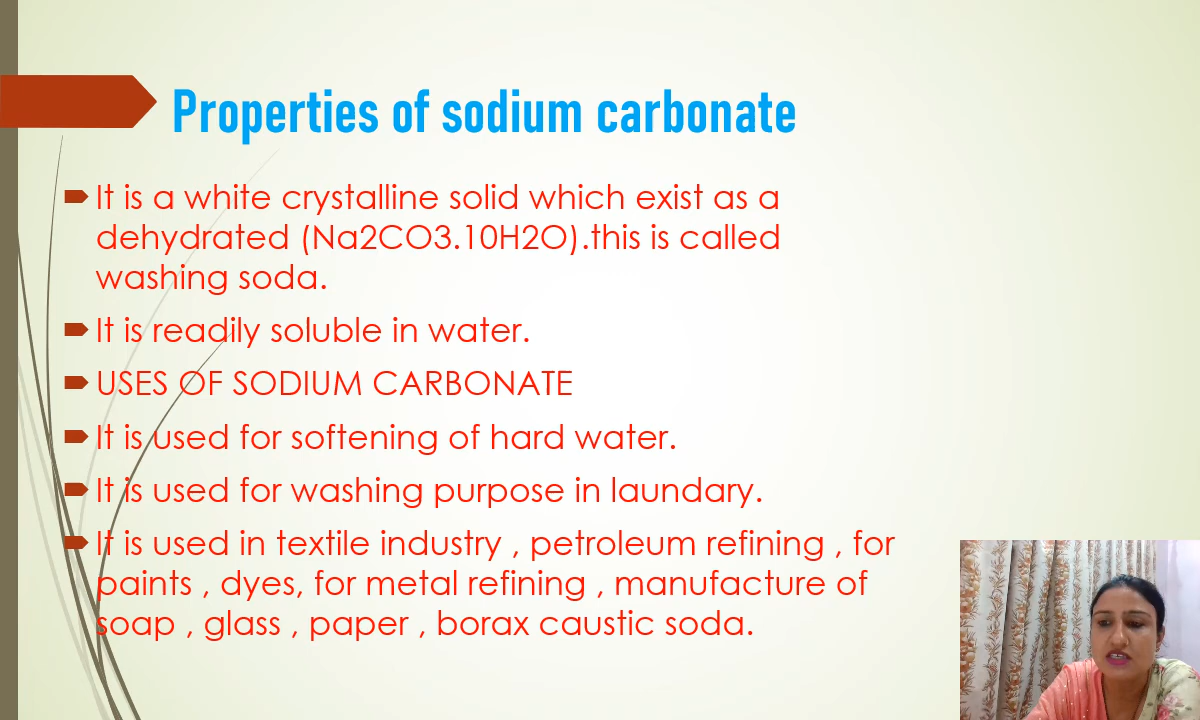 Properties of sodium carbonate
It is a white crystalline solid which exist as a
dehydrated (Na2CO3.10H2O).this is called
washing soda.
It is readily soluble in water.
USES OF SODIUM CARBONATE
It is used for softening of hard water.
It is used for washing purpose in laundary.
It is used in textile industry , petroleum refining , for
paints , dyes, for metal refining , manufacture of
soap , glass , paper , borax caustic soda.